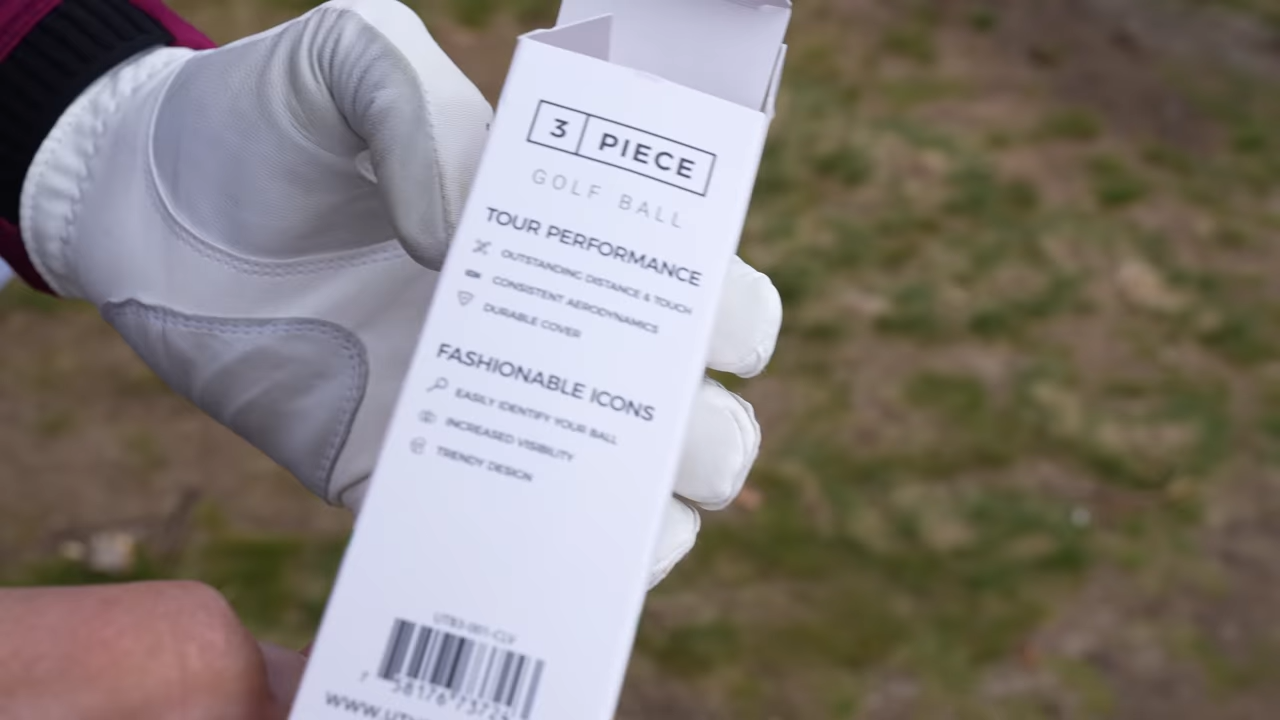 3 PIECE
GOLF BALL
TOUR PERFORMANCE
OUTSTANDING DISTANCE & TOUCH
CONSISTENT AERODYNAMICS
DURABLE COVER
FASHIONABLE ICONS
EASILY IDENTIFY YOUR BALL
INCREASED VISIBILITY
TRENDY DESIGN